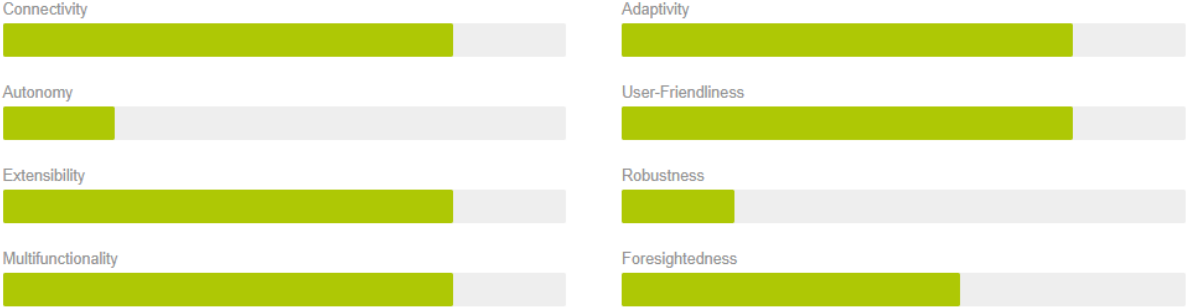 Connectivity
Adaptivity
Autonomy
User-Friendliness
Extensibility
Robustness
Multifunctionality
Foresightedness